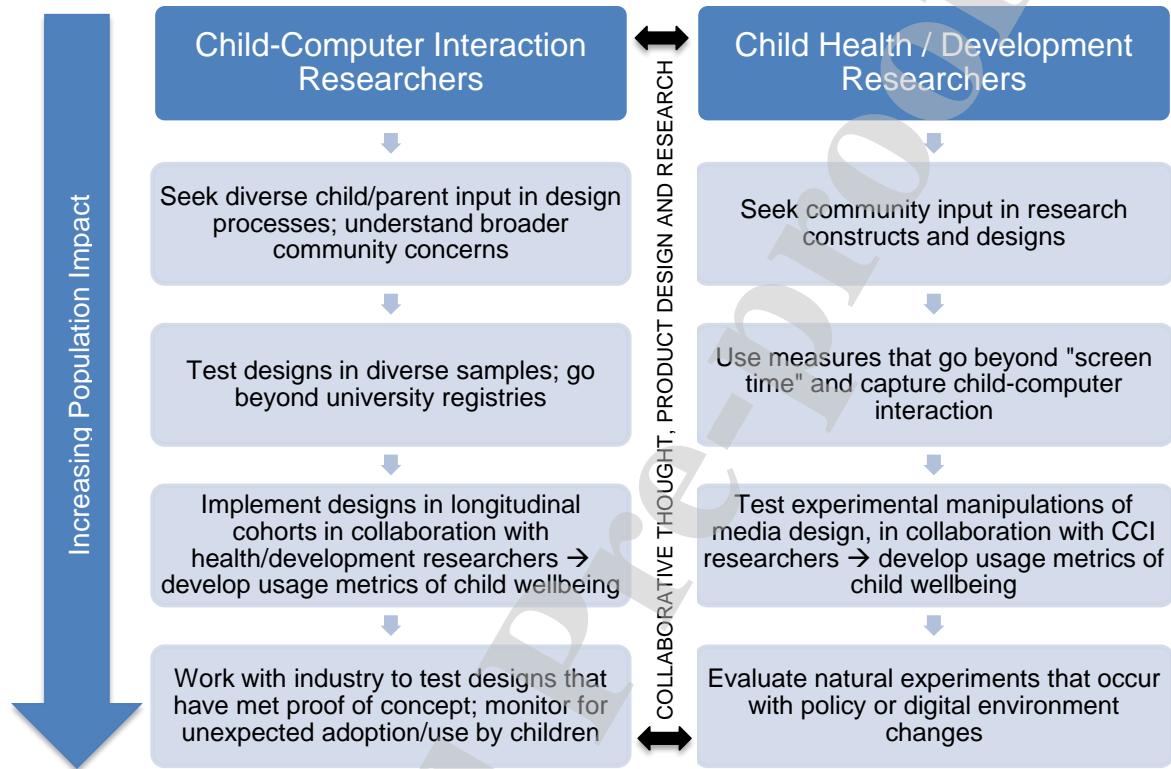 Increasing Population Impact
Child-Computer Interaction
Researchers
Seek diverse child/parent input in design
processes; understand broader
community concerns
Test designs in diverse samples; go
beyond university registries
Implement designs in longitudinal
cohorts in collaboration with
health/development researchers →
develop usage metrics of child wellbeing
Work with industry to test designs that
have met proof of concept; monitor for
unexpected adoption/use by children
COLLABORATIVE THOUGHT, PRODUCT DESIGN AND RESEARCH
Child Health / Development
Researchers
Seek community input in research
constructs and designs
Use measures that go beyond "screen
time" and capture child-computer
interaction
Test experimental manipulations of
media design, in collaboration with CCI
researchers → develop usage metrics of
child wellbeing
Evaluate natural experiments that occur
with policy or digital environment
changes
Pre-proo